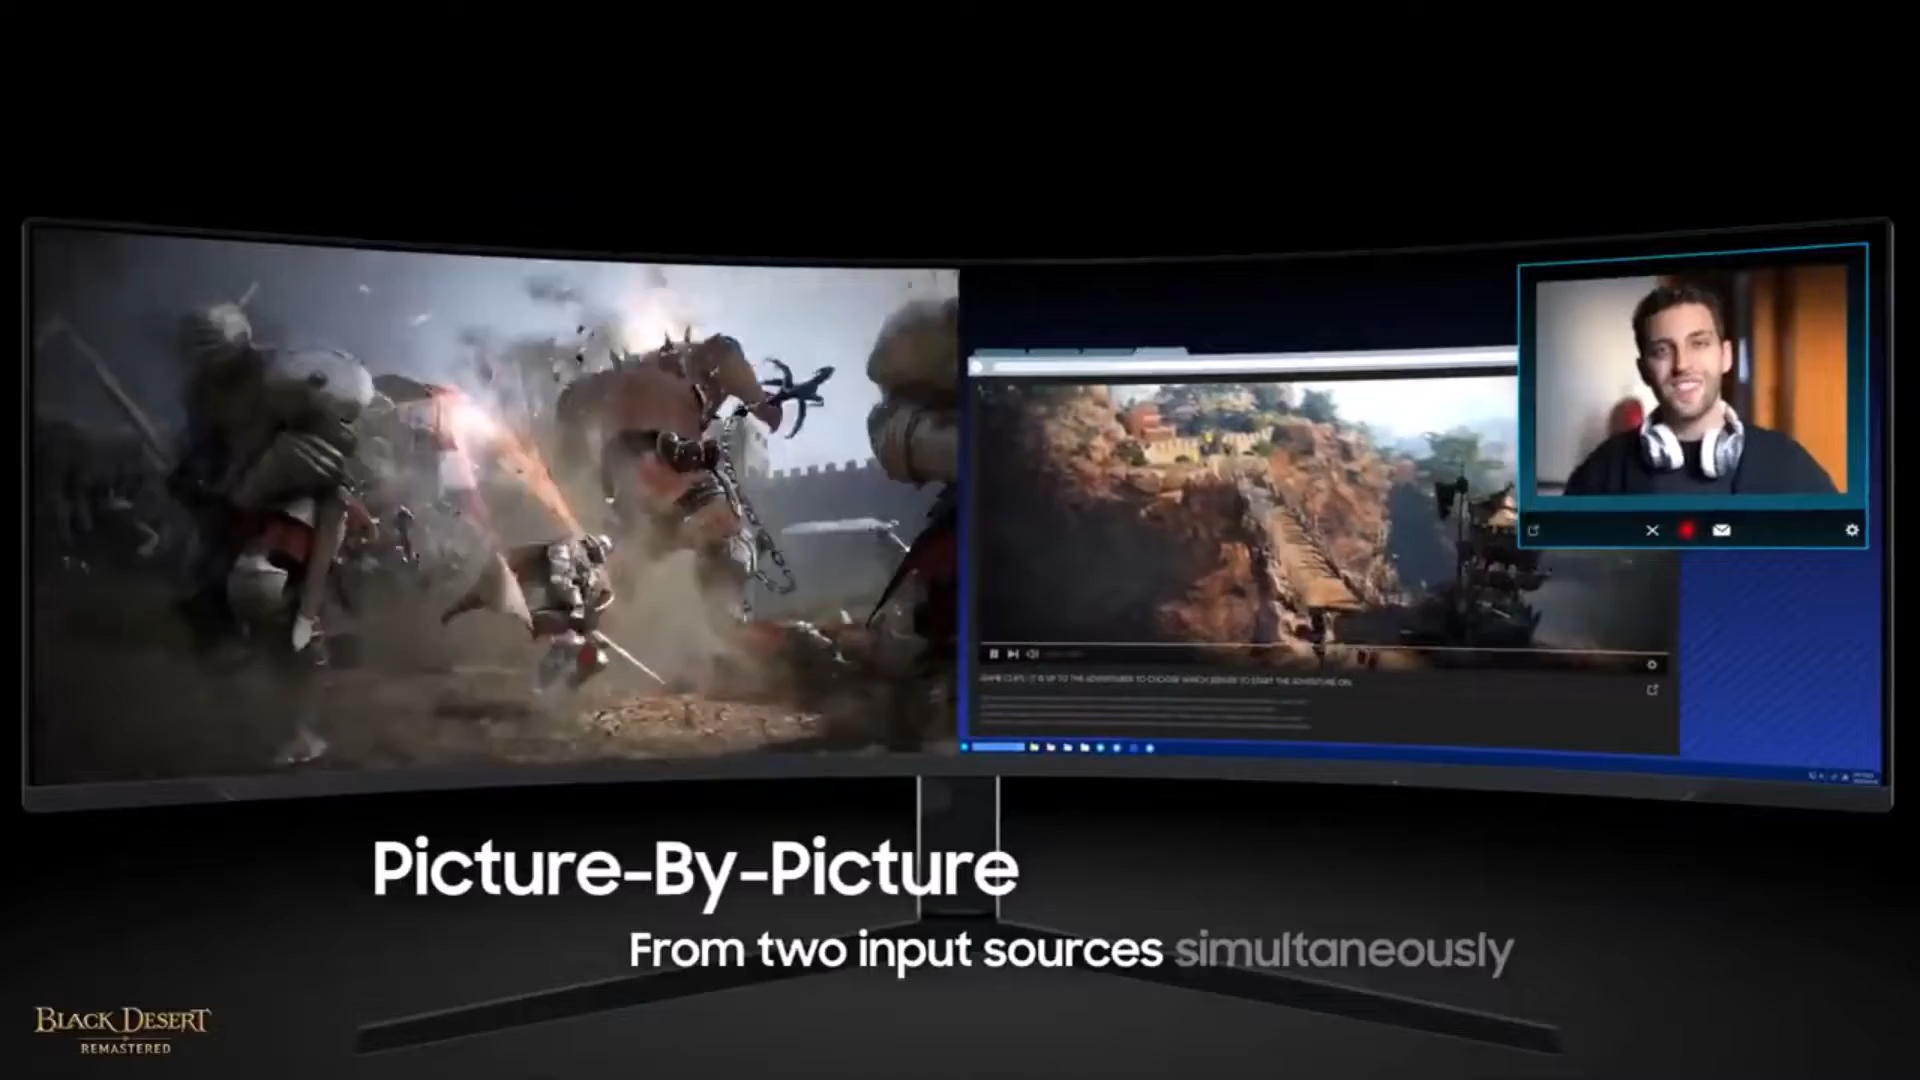 Picture-By-Picture
From two input sources simultaneously
BLACK DESERT
REMASTERED